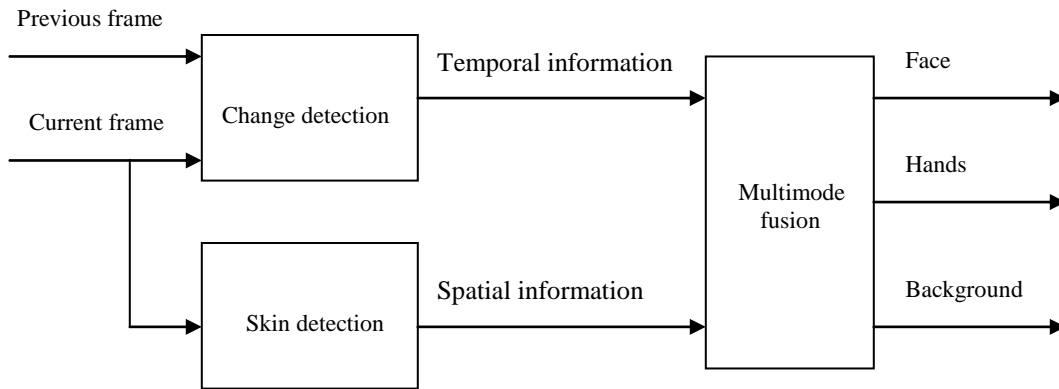 Previous frame
Current frame
Change detection
Temporal information
Skin detection
Spatial information
Multimode
fusion
Face
Hands
Background